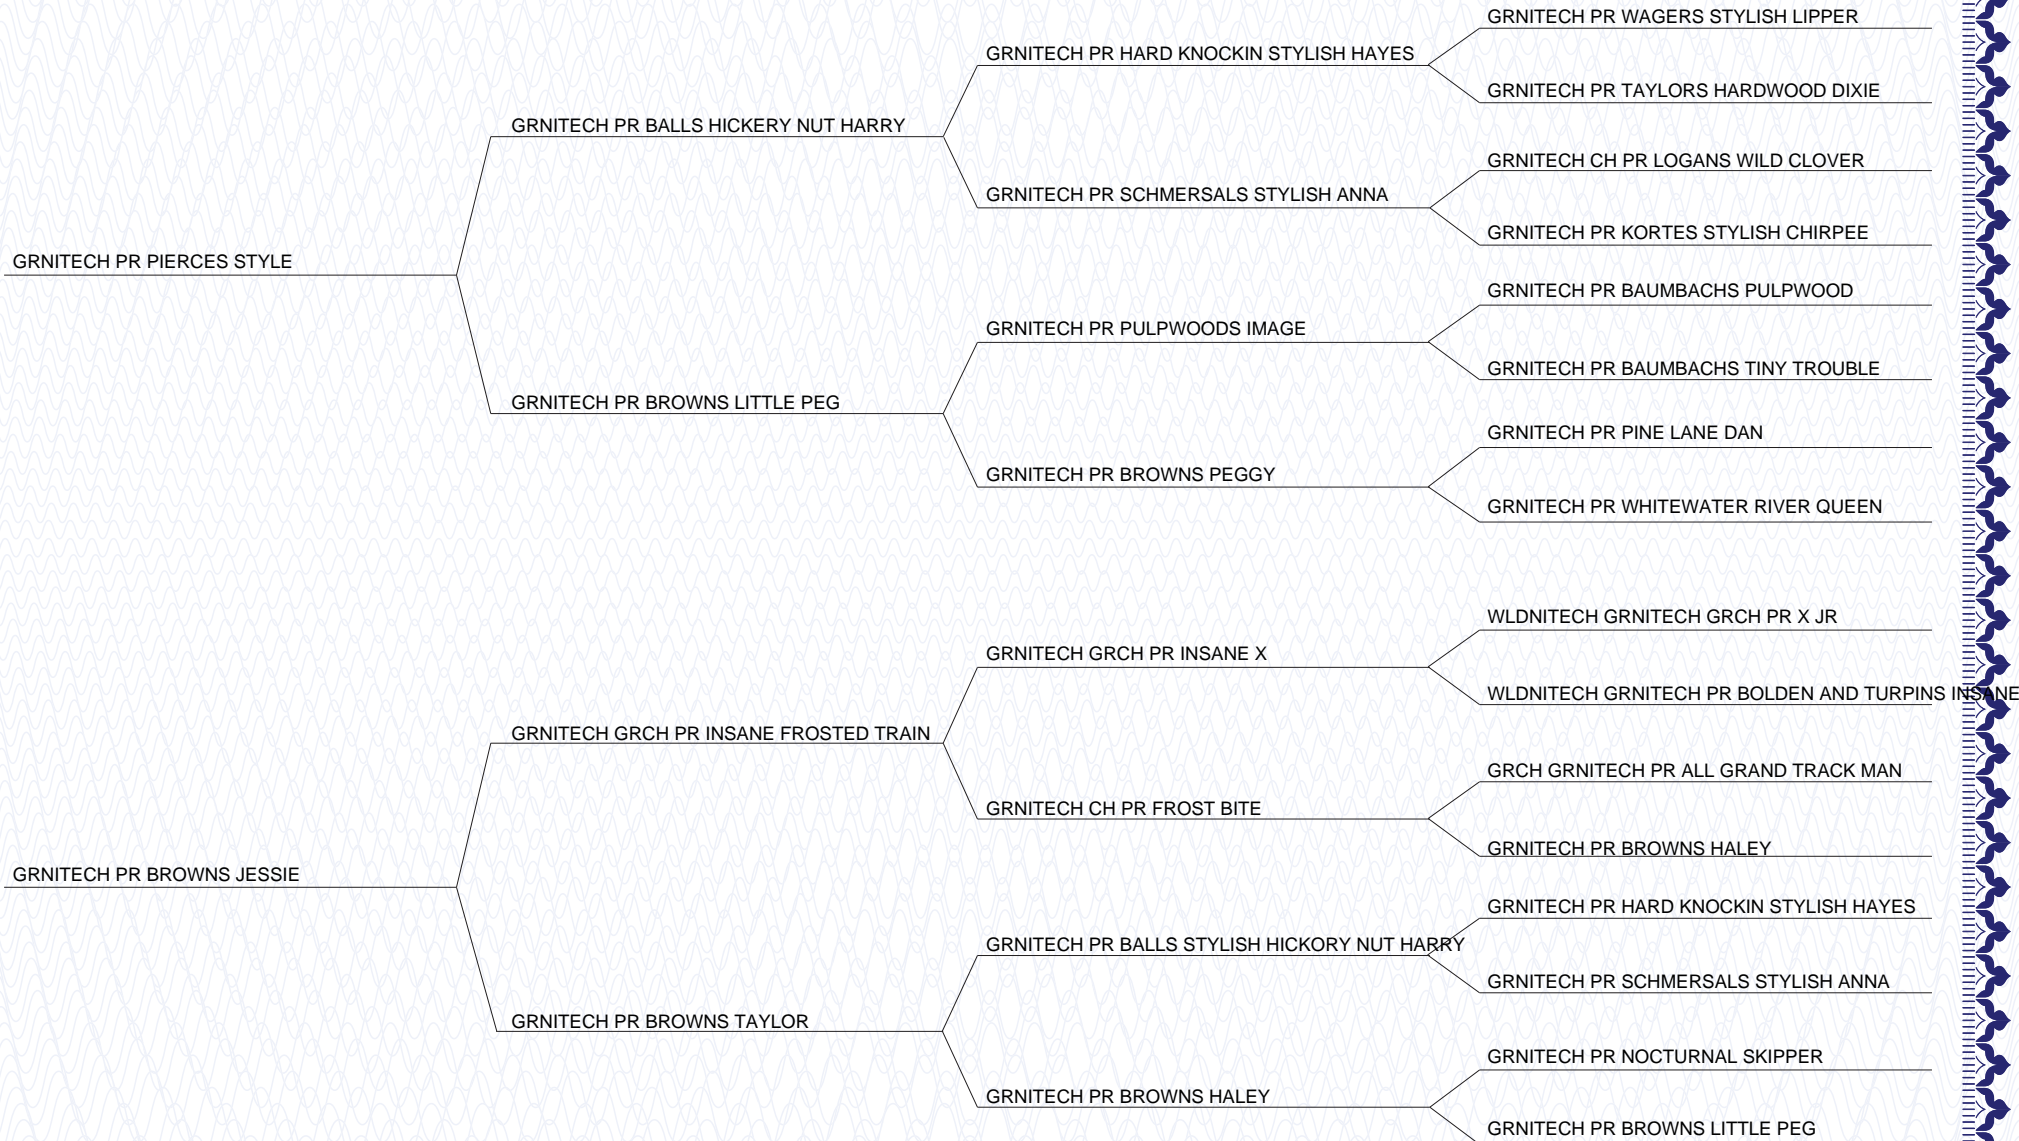 GRNITECH PR WAGERS STYLISH LIPPER
GRNITECH PR HARD KNOCKIN STYLISH HAYES
GRNITECH PR TAYLORS HARDWOOD DIXIE
GRNITECH PR BALLS HICKERY NUT HARRY
GRNITECH CH PR LOGANS WILD CLOVER
GRNITECH PR SCHMERSALS STYLISH ANNA
GRNITECH PR KORTES STYLISH CHIRPEE
GRNITECH PR PIERCES STYLE
GRNITECH PR BAUMBACHS PULPWOOD
GRNITECH PR PULPWOODS IMAGE
GRNITECH PR BAUMBACHS TINY TROUBLE
GRNITECH PR BROWNS LITTLE PEG
GRNITECH PR PINE LANE DAN
GRNITECH PR BROWNS PEGGY
GRNITECH PR WHITEWATER RIVER QUEEN
WLDNITECH GRNITECH GRCH PR X JR
GRNITECH GRCH PR INSANE X
WLDNITECH GRNITECH PR BOLDEN AND TURPINS INSANE
GRNITECH GRCH PR INSANE FROSTED TRAIN
GRCH GRNITECH PR ALL GRAND TRACK MAN
GRNITECH CH PR FROST BITE
GRNITECH PR BROWNS HALEY
GRNITECH PR BROWNS JESSIE
GRNITECH PR HARD KNOCKIN STYLISH HAYES
GRNITECH PR BALLS STYLISH HICKORY NUT HARRY
GRNITECH PR SCHMERSALS STYLISH ANNA
GRNITECH PR BROWNS TAYLOR
GRNITECH PR NOCTURNAL SKIPPER
GRNITECH PR BROWNS HALEY
GRNITECH PR BROWNS LITTLE PEG